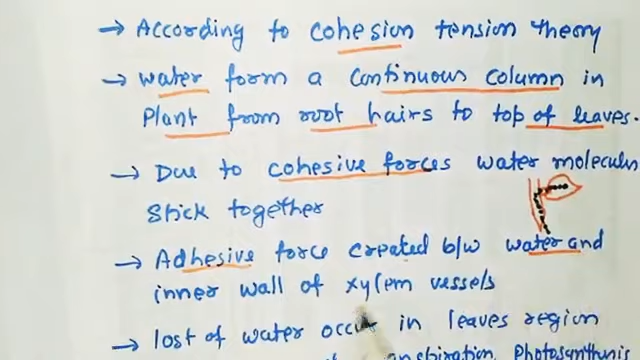 → According to cohesion tension theory
→ water form a continuous column in
plant from root hairs to top of leaves.
→ Due to cohesive forces water molecules
stick together
→ Adhesive force created b/w water and
inner wall of xylem vessels
→ lost of water occur in leaves region
Photosynthesis